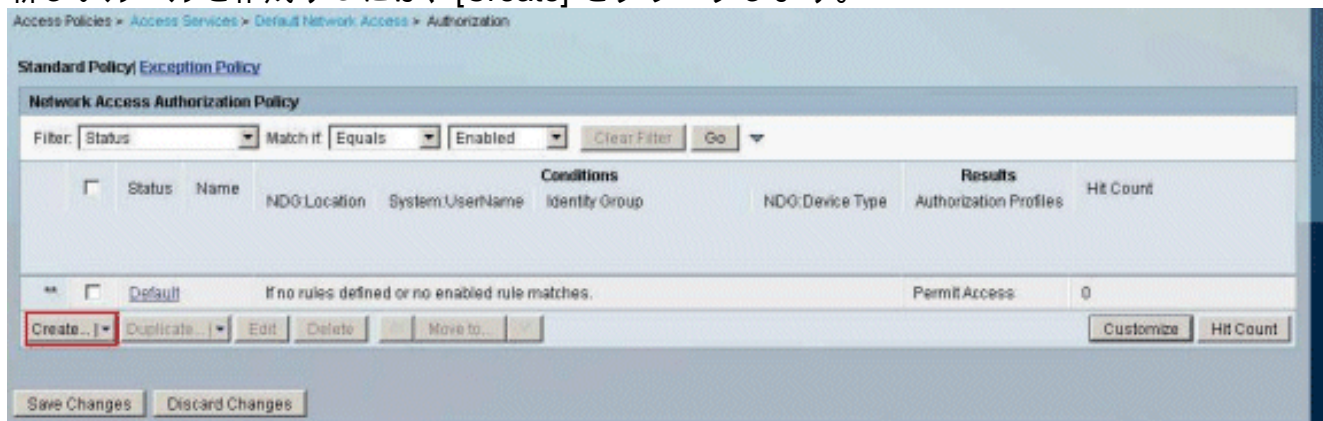 Access Policies > Access Services > Default Network Access > Authorization
Standard Policy| Exception Policy
Network Access Authorization Policy
Filter: Status Match if: Equals Enabled Clear Filter Go
Status Name Conditions Results Hit Count
NDG:Location System:UserName Identity Group NDG:Device Type Authorization Profiles
** Default If no rules defined or no enabled rule matches. Permit Access 0
Create... Duplicate... Edit Delete Move to... Customize Hit Count
Save Changes Discard Changes